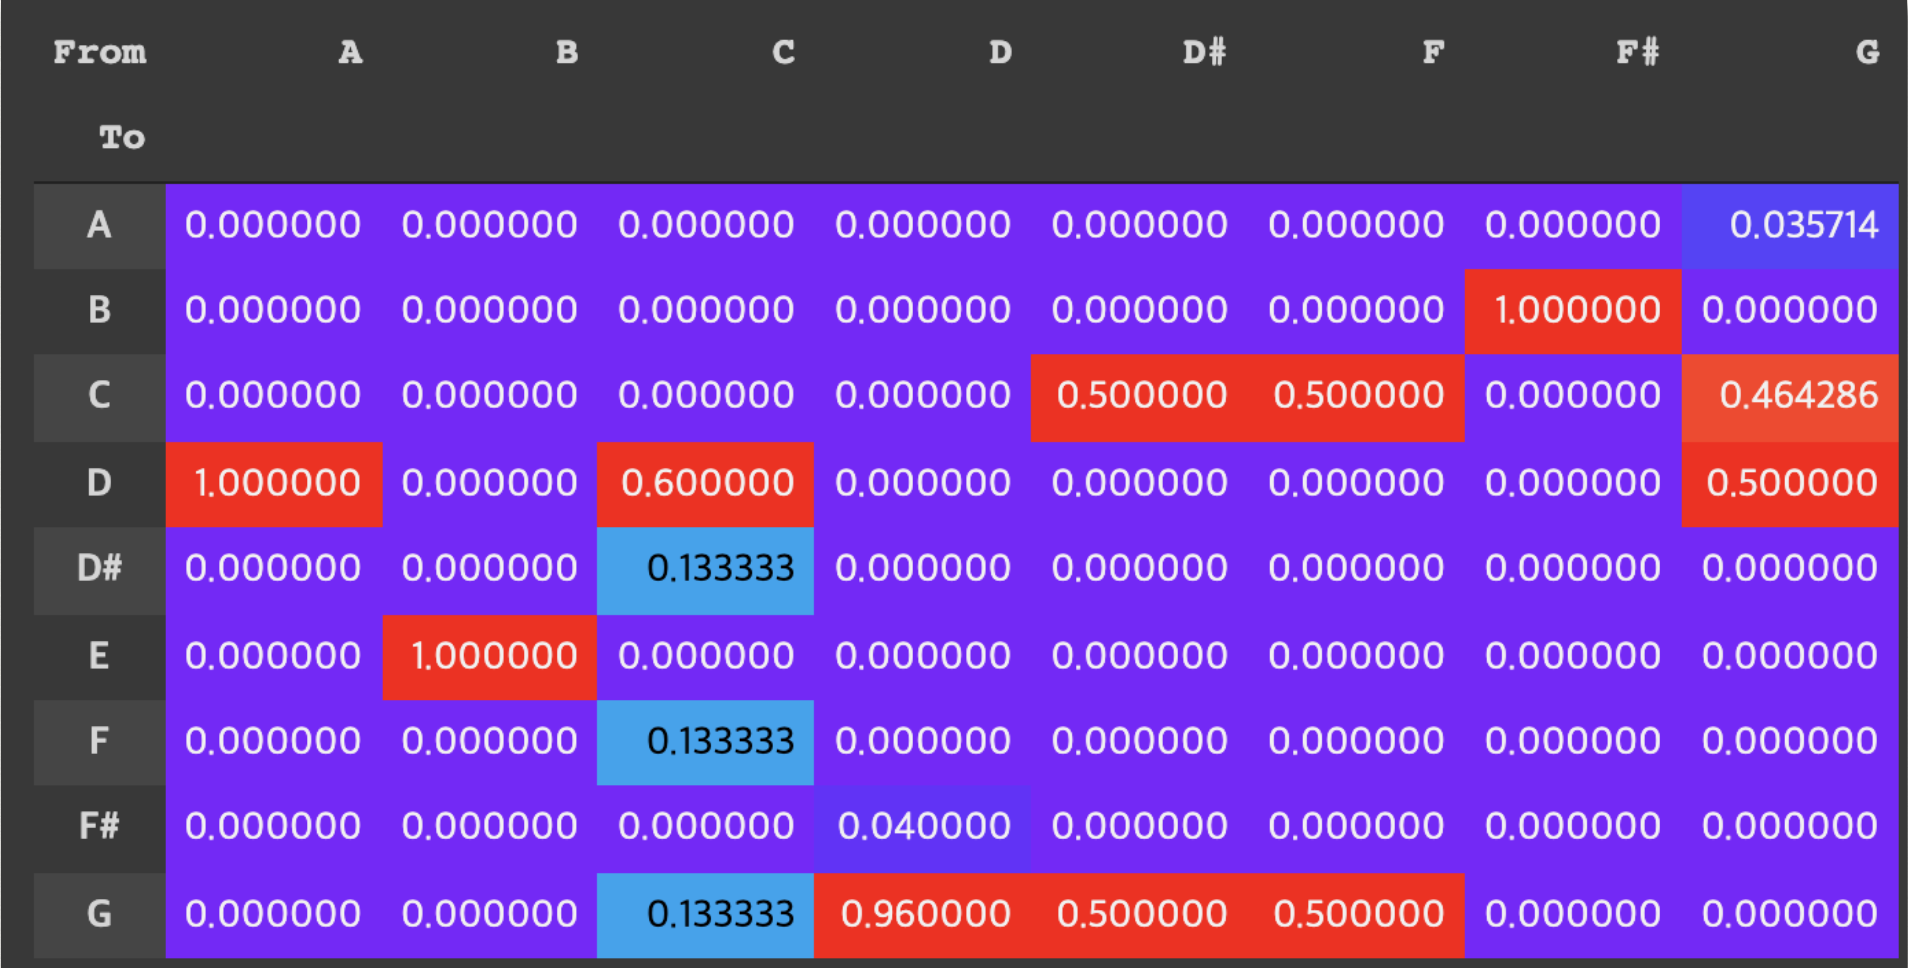 From A B C D D# F F# G
To
A 0.000000 0.000000 0.000000 0.000000 0.000000 0.000000 0.000000 0.035714
B 0.000000 0.000000 0.000000 0.000000 0.000000 0.000000 1.000000 0.000000
C 0.000000 0.000000 0.000000 0.000000 0.500000 0.500000 0.000000 0.464286
D 1.000000 0.000000 0.600000 0.000000 0.000000 0.000000 0.000000 0.500000
D# 0.000000 0.000000 0.133333 0.000000 0.000000 0.000000 0.000000 0.000000
E 0.000000 1.000000 0.000000 0.000000 0.000000 0.000000 0.000000 0.000000
F 0.000000 0.000000 0.133333 0.000000 0.000000 0.000000 0.000000 0.000000
F# 0.000000 0.000000 0.000000 0.040000 0.000000 0.000000 0.000000 0.000000
G 0.000000 0.000000 0.133333 0.960000 0.500000 0.500000 0.000000 0.000000